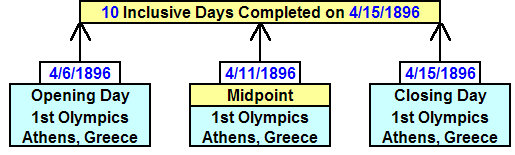 10 Inclusive Days Completed on 4/15/1896
4/6/1896
Opening Day
1st Olympics
Athens, Greece
4/11/1896
Midpoint
1st Olympics
Athens, Greece
4/15/1896
Closing Day
1st Olympics
Athens, Greece